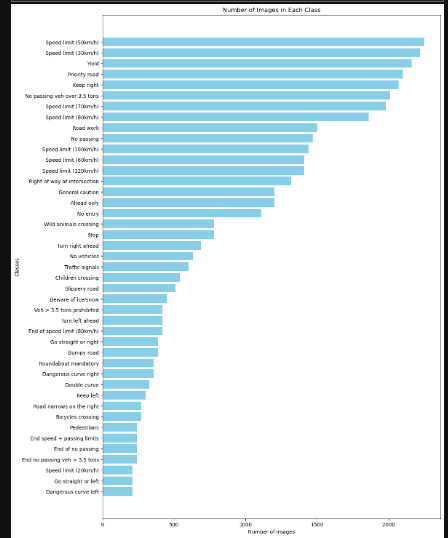 Number of Images in Each Class
Speed limit (50km/h)
Speed limit (30km/h)
Yield
Priority road
Keep right
No passing veh over 3.5 tons
Speed limit (70km/h)
Speed limit (80km/h)
Road work
No passing
Speed limit (100km/h)
Speed limit (60km/h)
Speed limit (120km/h)
Right-of-way at intersection
General caution
Ahead only
No entry
Wild animals crossing
Stop
Turn right ahead
No vehicles
Traffic signals
Children crossing
Slippery road
Beware of ice/snow
Veh > 3.5 tons prohibited
Turn left ahead
End of speed limit (80km/h)
Go straight or right
Bumpy road
Roundabout mandatory
Dangerous curve right
Double curve
Keep left
Road narrows on the right
Bicycles crossing
Pedestrians
End speed + passing limits
End of no passing
End no passing veh > 3.5 tons
Speed limit (20km/h)
Go straight or left
Dangerous curve left
Classes
0 500 1000 1500 2000
Number of Images